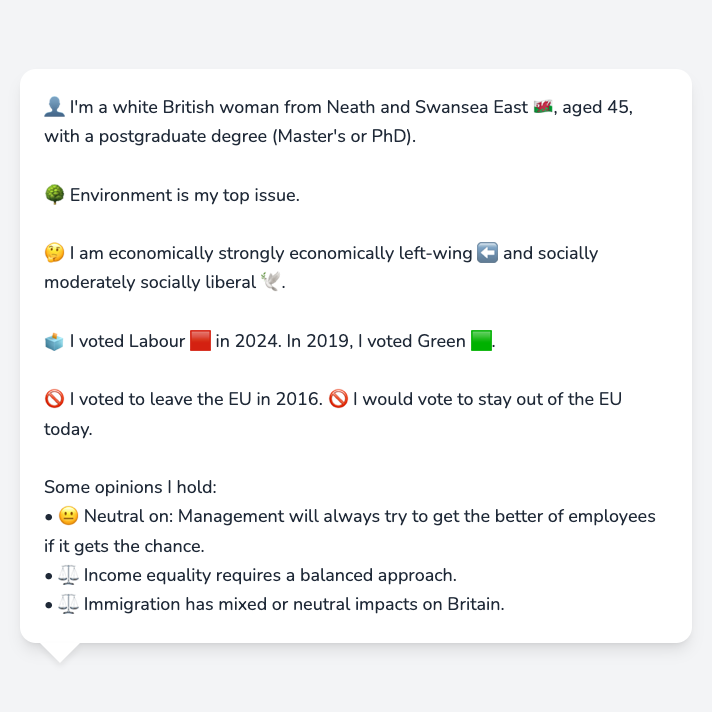 👤 I'm a white British woman from Neath and Swansea East 🏴󠁧󠁢󠁷󠁬󠁳󠁿, aged 45,
with a postgraduate degree (Master's or PhD).
🌳 Environment is my top issue.
🤔 I am economically strongly economically left-wing ⬅️ and socially
moderately socially liberal 🕊️.
🗳️ I voted Labour 🟥 in 2024. In 2019, I voted Green 🟩.
🚫 I voted to leave the EU in 2016. 🚫 I would vote to stay out of the EU
today.
Some opinions I hold:
• 😐 Neutral on: Management will always try to get the better of employees
if it gets the chance.
• ⚖️ Income equality requires a balanced approach.
• ⚖️ Immigration has mixed or neutral impacts on Britain.